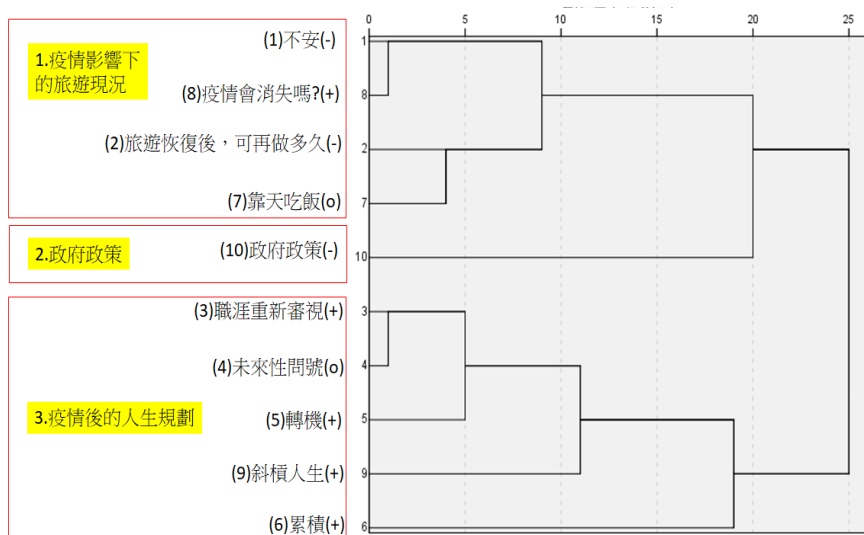 0 5 10 15 20 25
1.疫情影響下
的旅遊現況
(1)不安(-)
1
(8)疫情會消失嗎?(+)
8
(2)旅遊恢復後，可再做多久(-)
2
(7)靠天吃飯(o)
7
2.政府政策
(10)政府政策(-)
10
(3)職涯重新審視(+)
3
(4)未來性問號(o)
4
3.疫情後的人生規劃
(5)轉機(+)
5
(9)斜槓人生(+)
9
(6)累積(+)
6